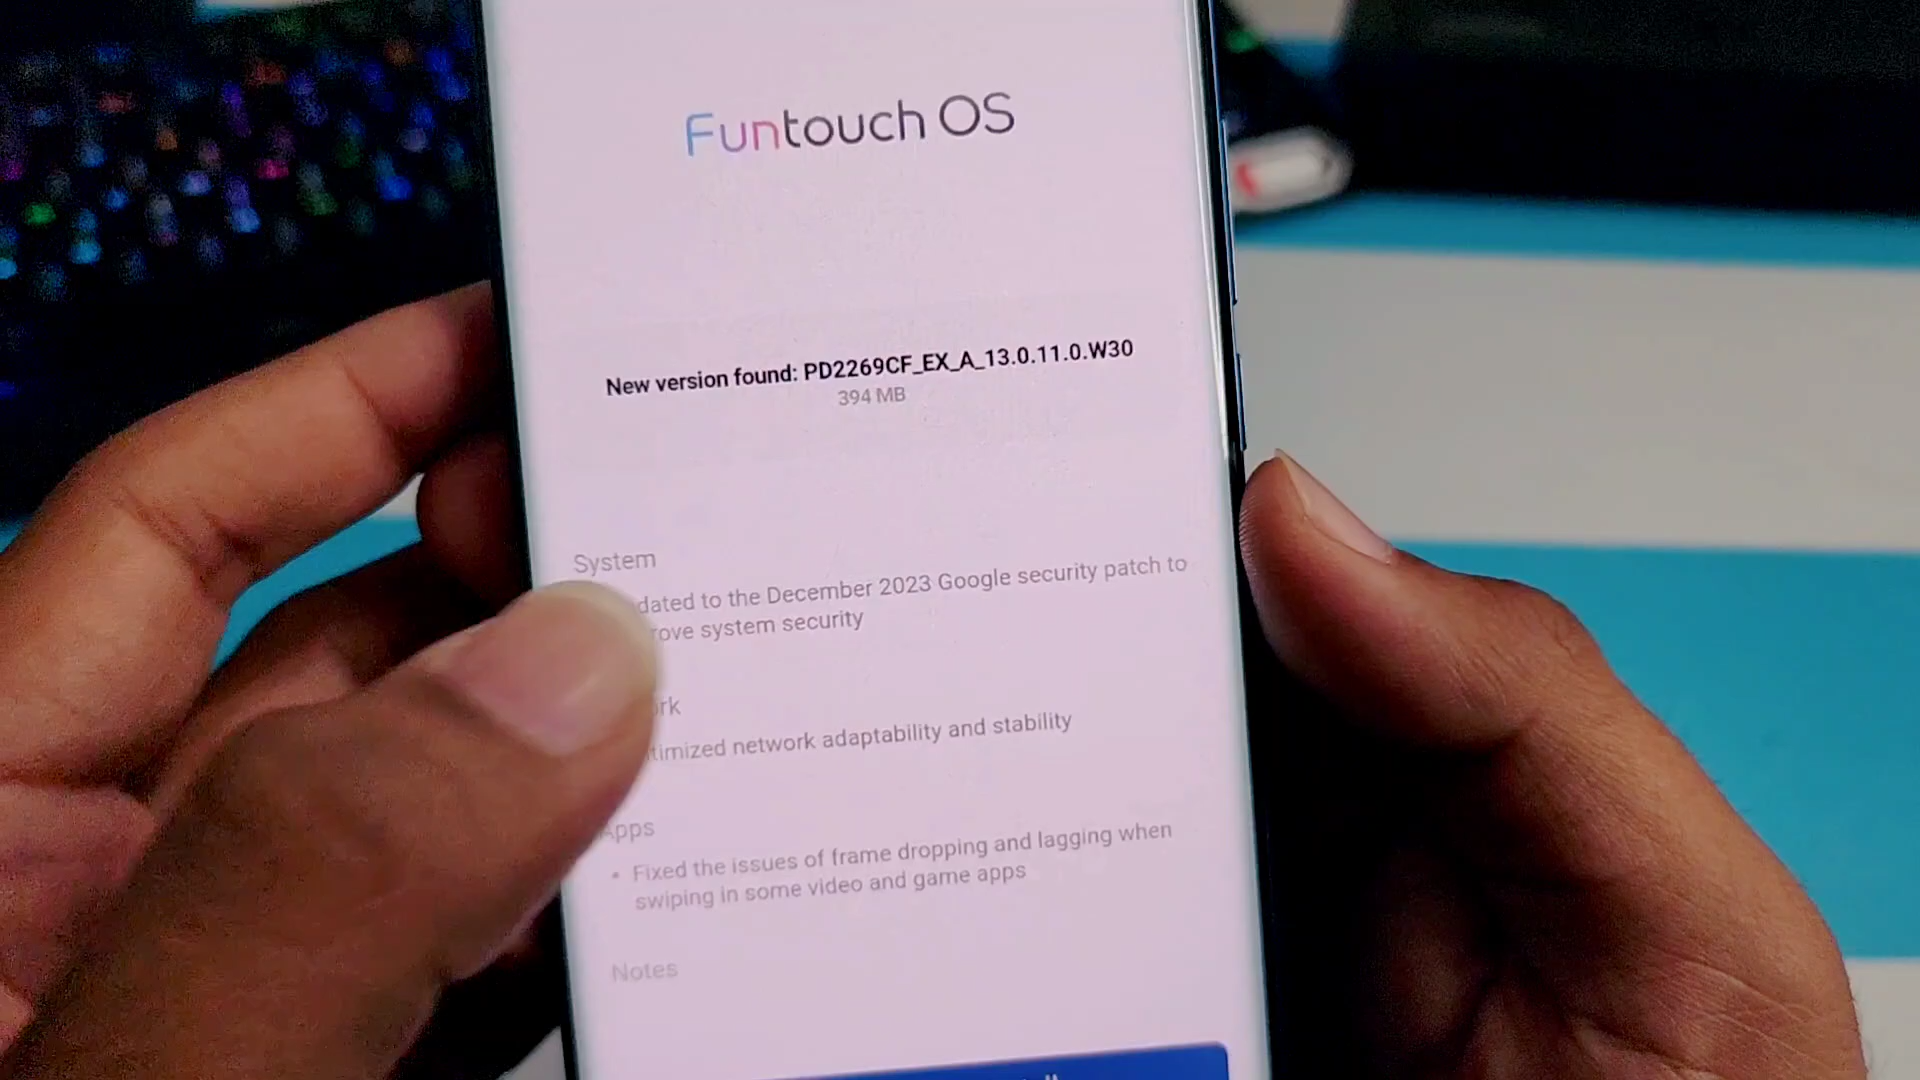 Funtouch OS
New version found: PD2269CF_EX_A_13.0.11.0.W30
394 MB
System
dated to the December 2023 Google security patch to
rove system security
rk
timized network adaptability and stability
Apps
• Fixed the issues of frame dropping and lagging when
swiping in some video and game apps
Notes